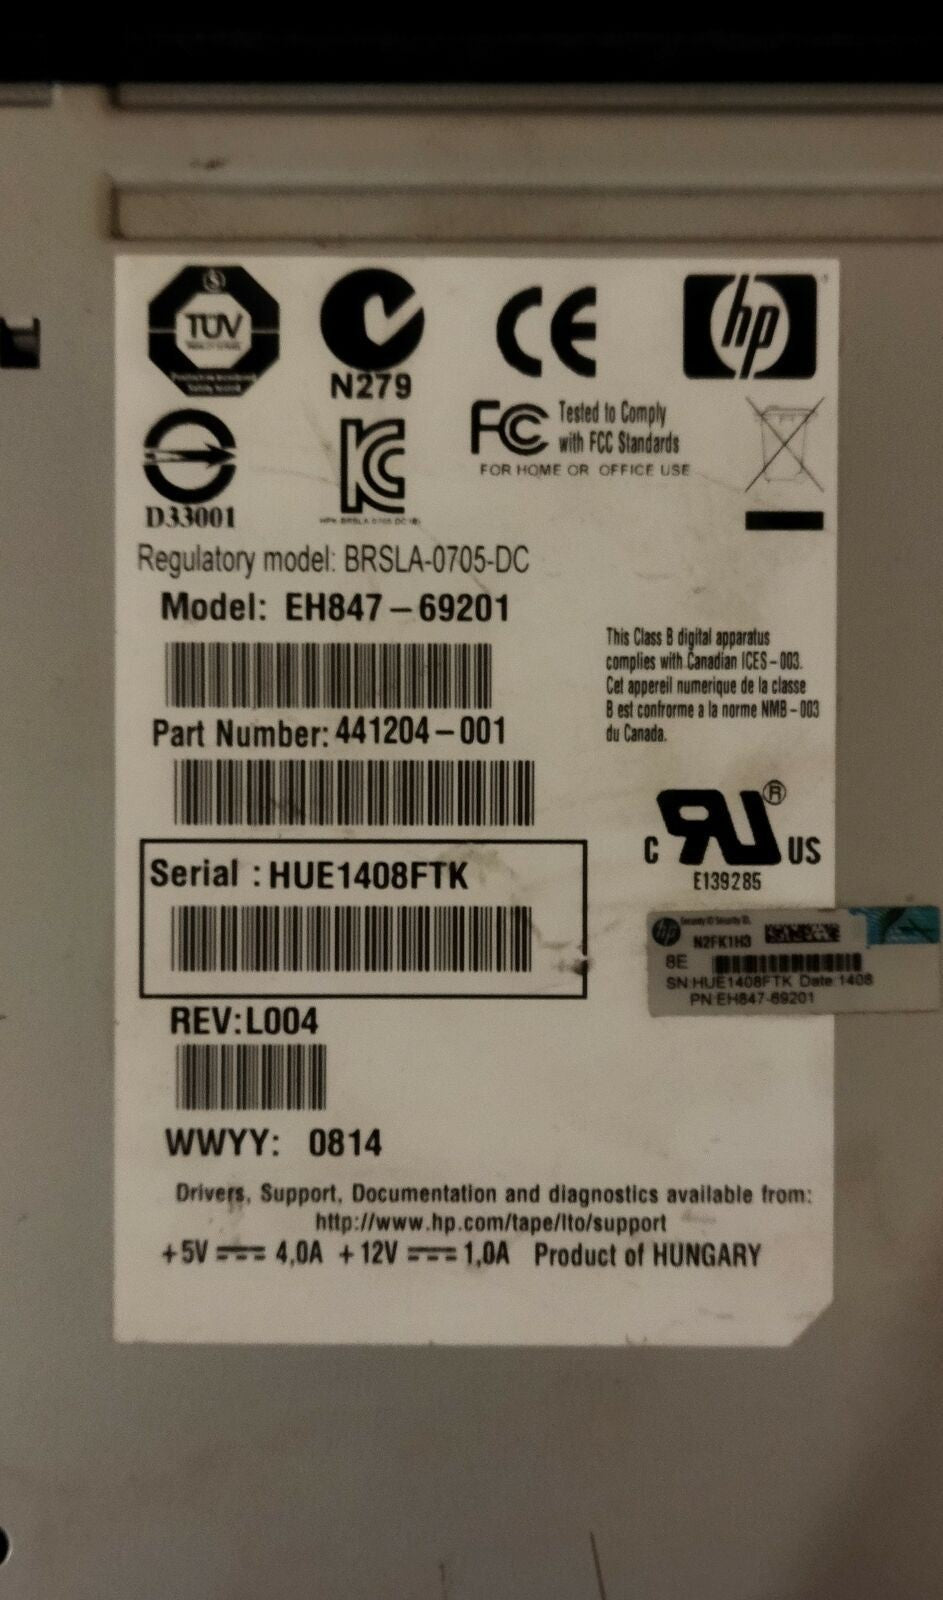 TUV
N279
CE
hp
D33001
FC Tested to Comply
with FCC Standards
FOR HOME OR OFFICE USE
Regulatory model: BRSLA-0705-DC
Model: EH847-69201
This Class B digital apparatus
complies with Canadian ICES-003.
Cet appereil numerique de la classe
B est confrorme a la norme NMB-003
du Canada.
Part Number: 441204-001
C RU® US
E139285
Serial : HUE1408FTK
hp
N2FK1H3
8E
SN:HUE1408FTK Date:1408
PN:EH847-69201
REV:L004
WWYY: 0814
Drivers, Support, Documentation and diagnostics available from:
http://www.hp.com/tape/lto/support
+5V 4,0A +12V 1,0A Product of HUNGARY